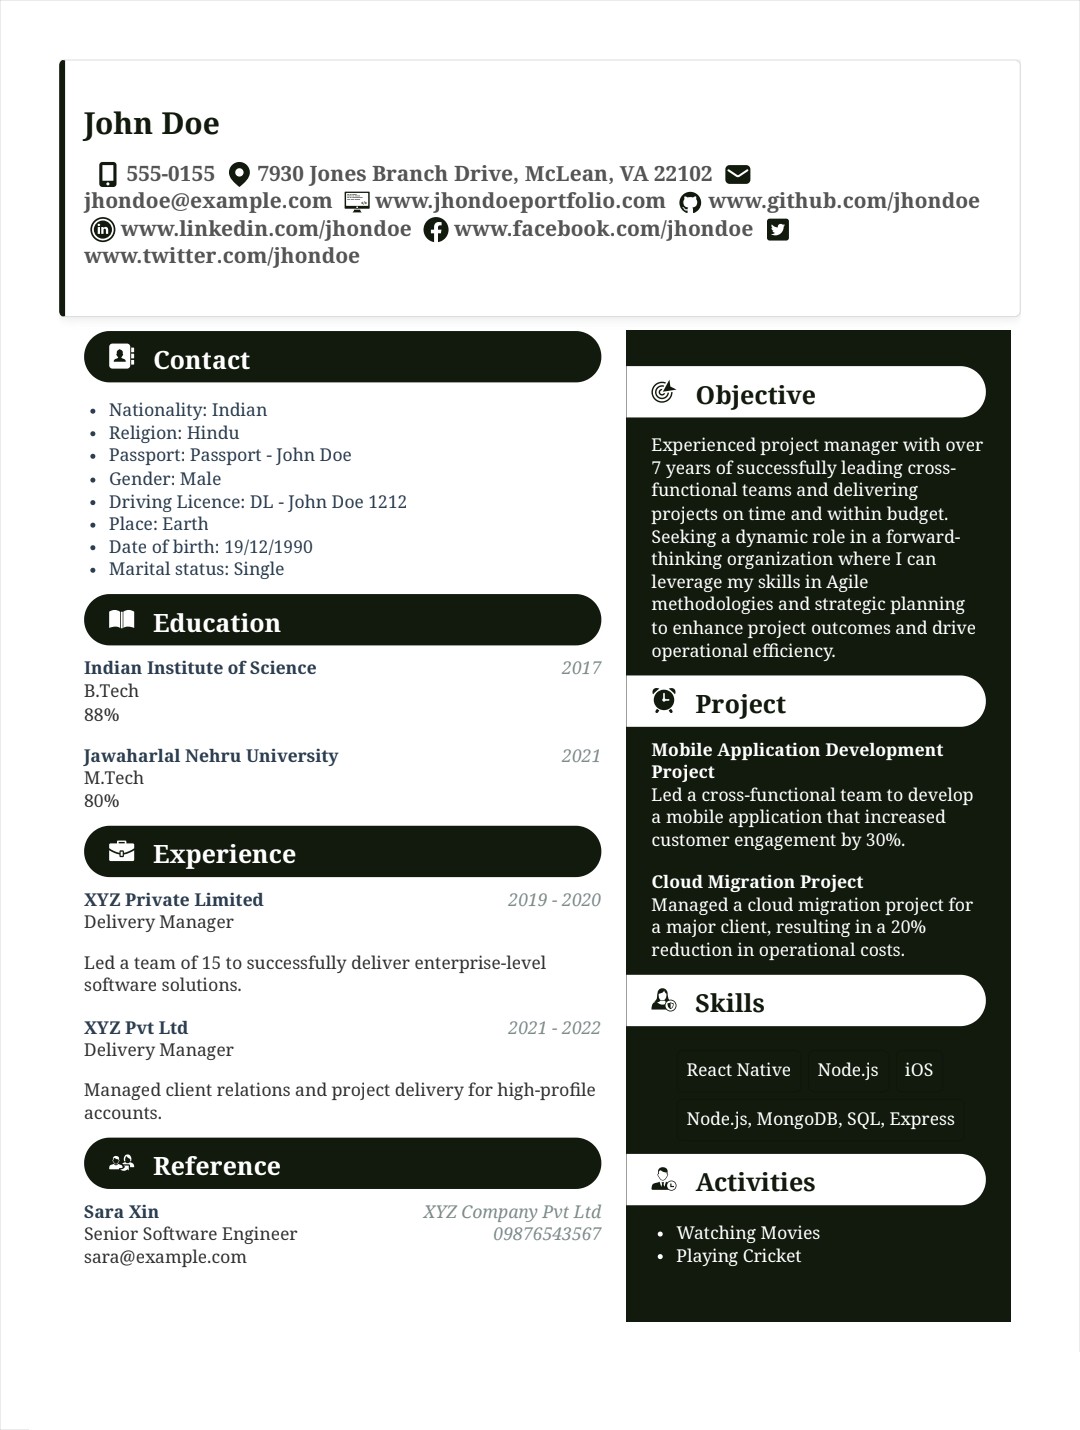 John Doe
555-0155 7930 Jones Branch Drive, McLean, VA 22102
jhondoe@example.com www.jhondoeportfolio.com www.github.com/jhondoe
www.linkedin.com/jhondoe www.facebook.com/jhondoe
www.twitter.com/jhondoe
Contact
• Nationality: Indian
• Religion: Hindu
• Passport: Passport - John Doe
• Gender: Male
• Driving Licence: DL - John Doe 1212
• Place: Earth
• Date of birth: 19/12/1990
• Marital status: Single
Education
Indian Institute of Science 2017
B.Tech
88%
Jawaharlal Nehru University 2021
M.Tech
80%
Experience
XYZ Private Limited 2019 - 2020
Delivery Manager
Led a team of 15 to successfully deliver enterprise-level
software solutions.
XYZ Pvt Ltd 2021 - 2022
Delivery Manager
Managed client relations and project delivery for high-profile
accounts.
Reference
Sara Xin XYZ Company Pvt Ltd
Senior Software Engineer 09876543567
sara@example.com
Objective
Experienced project manager with over
7 years of successfully leading cross-
functional teams and delivering
projects on time and within budget.
Seeking a dynamic role in a forward-
thinking organization where I can
leverage my skills in Agile
methodologies and strategic planning
to enhance project outcomes and drive
operational efficiency.
Project
Mobile Application Development
Project
Led a cross-functional team to develop
a mobile application that increased
customer engagement by 30%.
Cloud Migration Project
Managed a cloud migration project for
a major client, resulting in a 20%
reduction in operational costs.
Skills
React Native Node.js iOS
Node.js, MongoDB, SQL, Express
Activities
• Watching Movies
• Playing Cricket